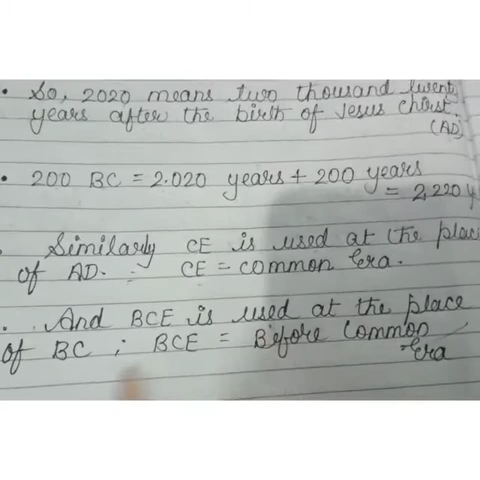 • So, 2020 means two thousand twenty
years after the birth of Jesus christ.
(AD)
• 200 BC = 2.020 years + 200 years
= 2,220 y
. Similarly CE is used at the plac
of AD. CE = common Era.
. And BCE is used at the place
of BC ; BCE = Before Common
Era